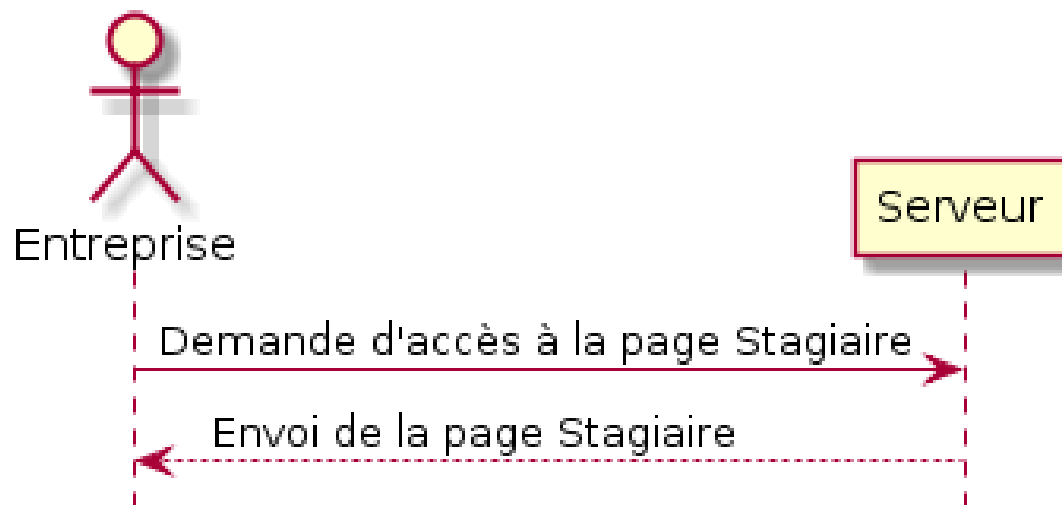 Entreprise
Serveur
Demande d'accès à la page Stagiaire
Envoi de la page Stagiaire